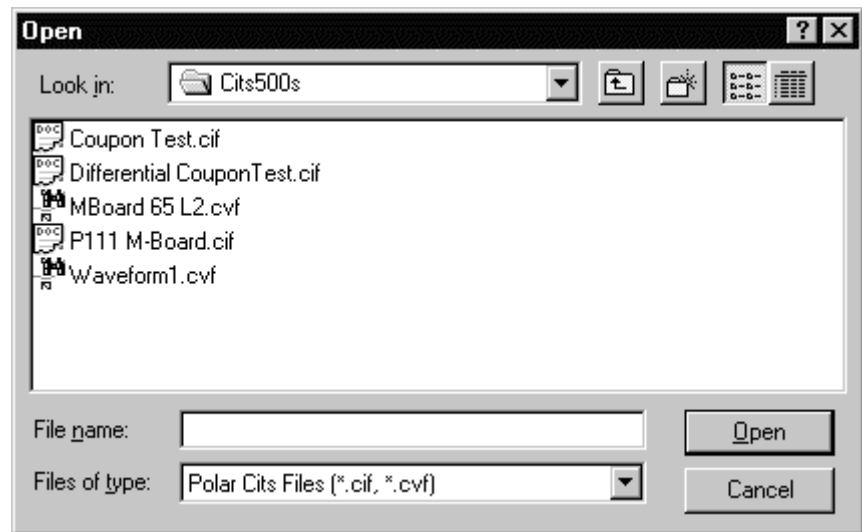 Open
Look in: Cits500s
Coupon Test.cif
Differential CouponTest.cif
MBoard 65 L2.cvf
P111 M-Board.cif
Waveform1.cvf
File name: Open
Files of type: Polar Cits Files (*.cif, *.cvf) Cancel